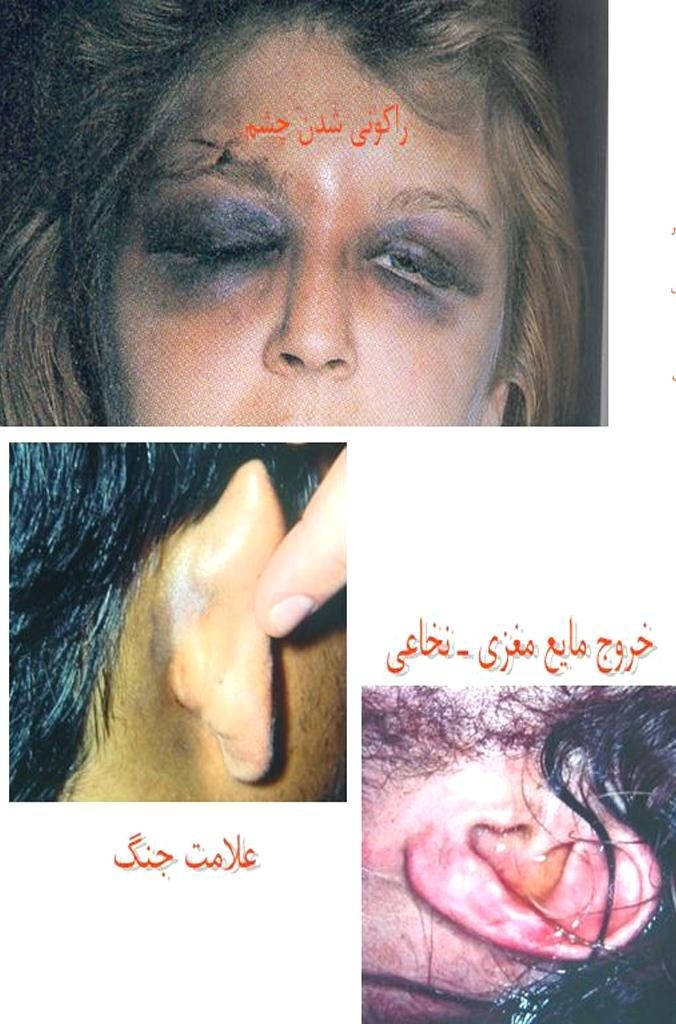 راکونی شدن چشم
خروج مایع مغزی - نخاعی
علامت جنگ